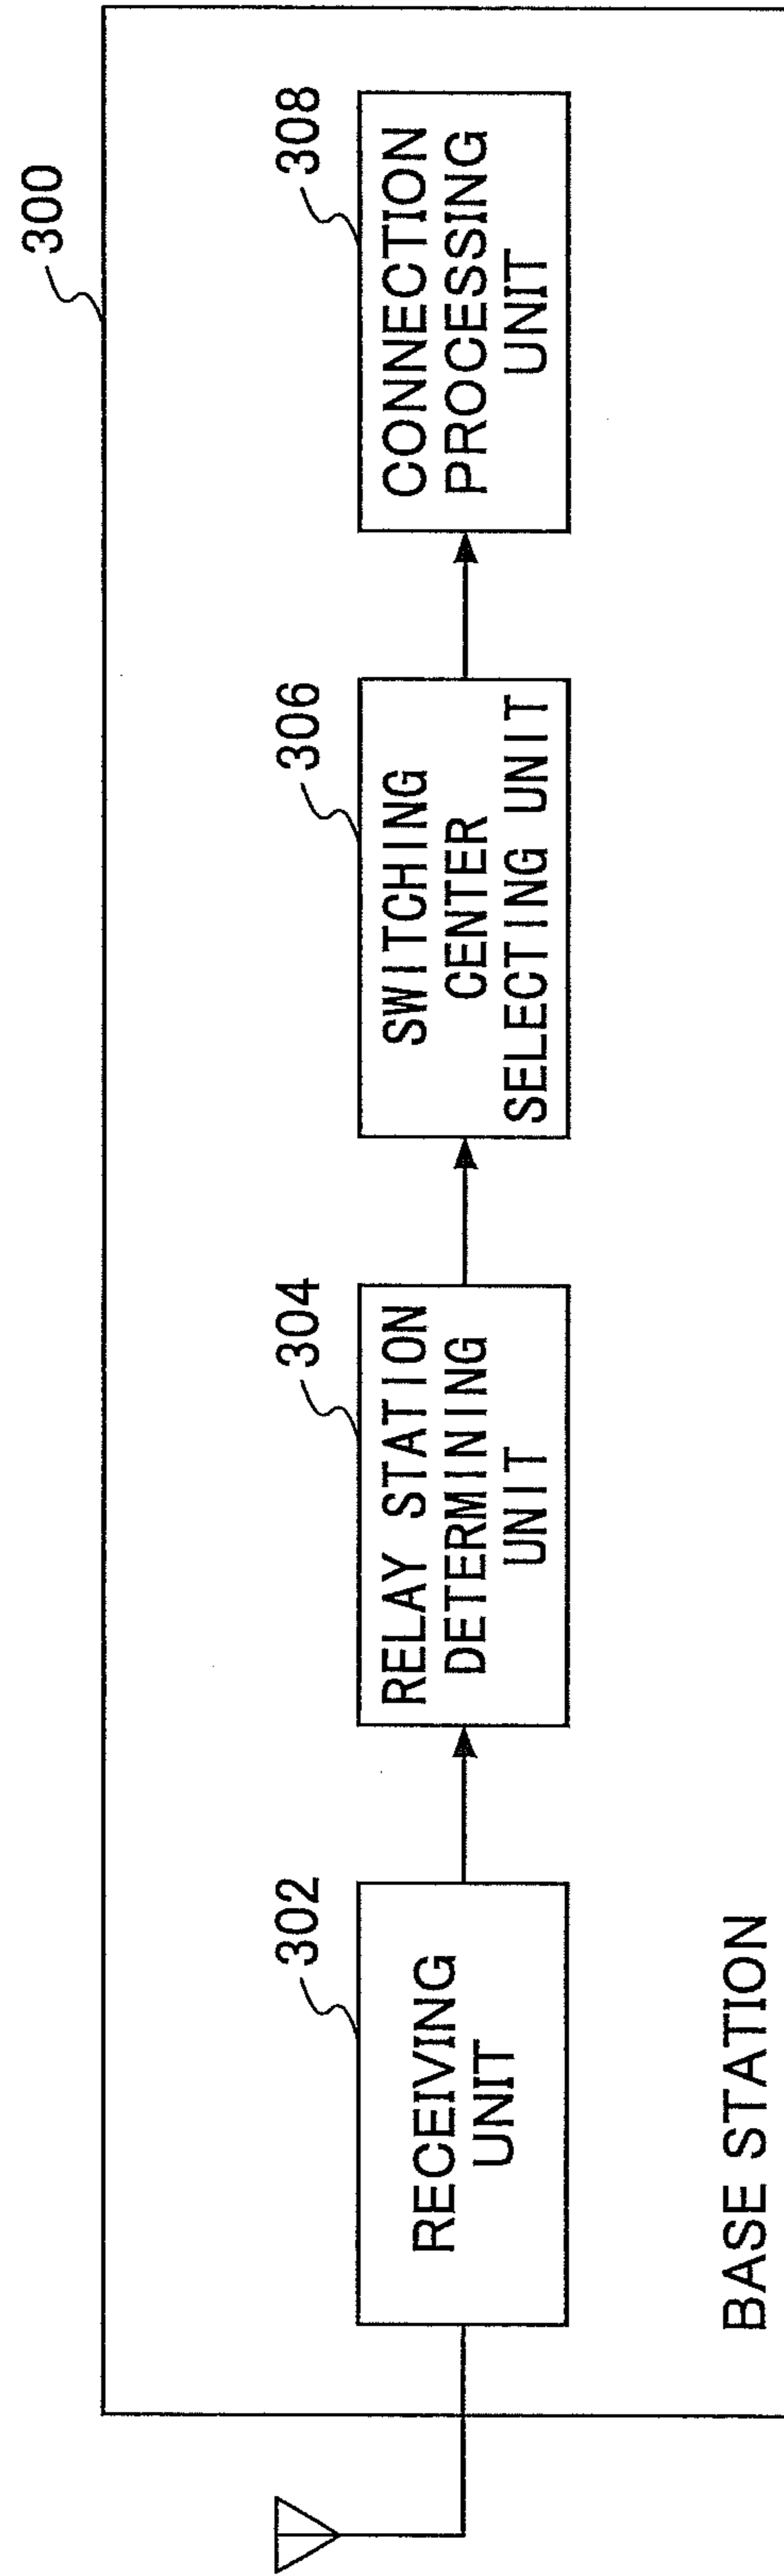 300
302
RECEIVING
UNIT
304
RELAY STATION
DETERMINING
UNIT
306
SWITCHING
CENTER
SELECTING UNIT
308
CONNECTION
PROCESSING
UNIT
BASE STATION